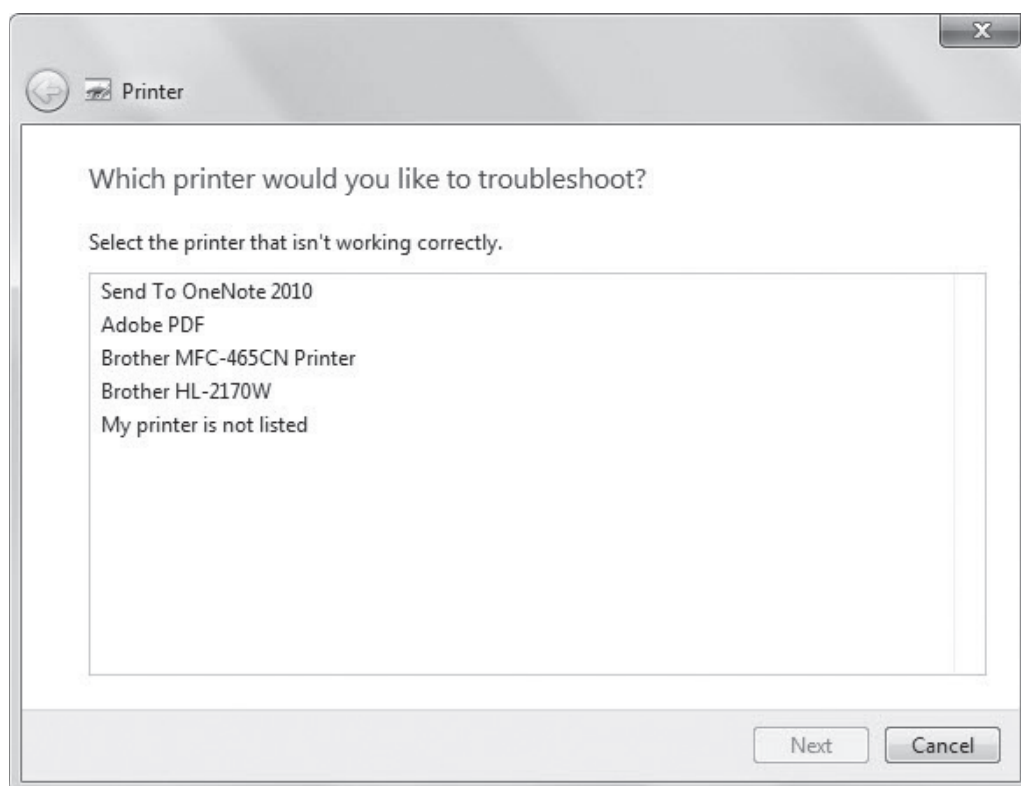 Printer
Which printer would you like to troubleshoot?
Select the printer that isn't working correctly.
Send To OneNote 2010
Adobe PDF
Brother MFC-465CN Printer
Brother HL-2170W
My printer is not listed
Next
Cancel